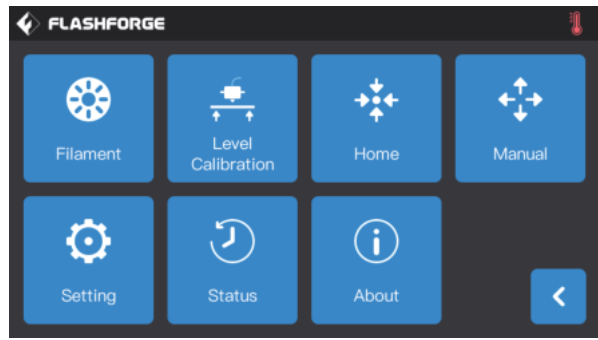 FLASHFORGE
Filament
Level
Calibration
Home
Manual
Setting
Status
About